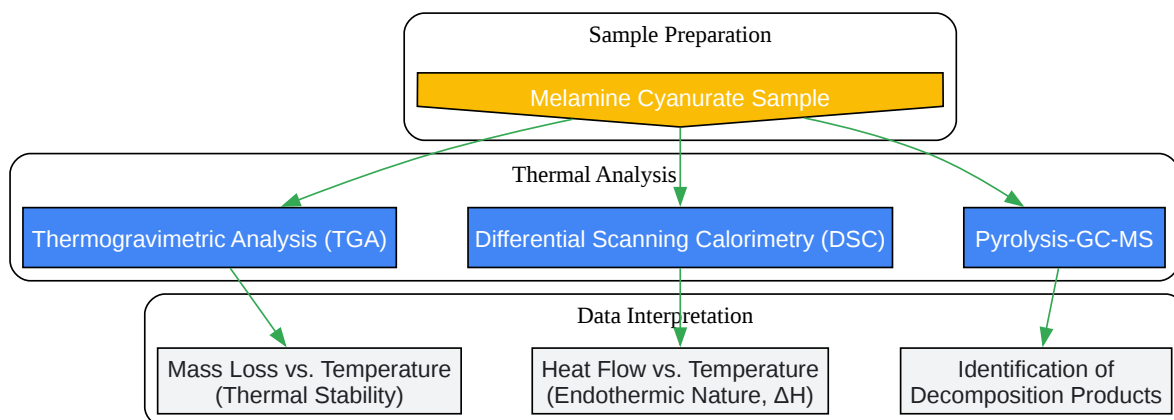 Sample Preparation
Melamine Cyanurate Sample
Thermal Analysis
Thermogravimetric Analysis (TGA)
Differential Scanning Calorimetry (DSC)
Pyrolysis-GC-MS
Data Interpretation
Mass Loss vs. Temperature
(Thermal Stability)
Heat Flow vs. Temperature
(Endothermic Nature, ΔH)
Identification of
Decomposition Products